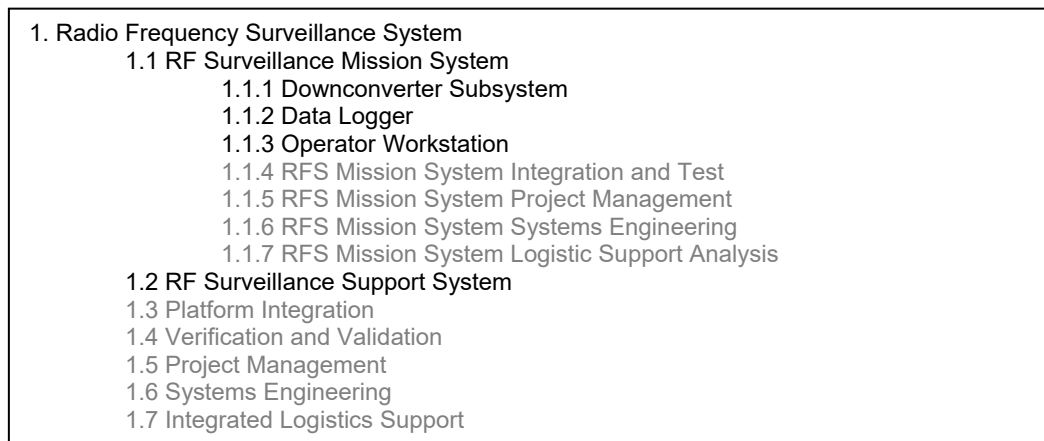 1. Radio Frequency Surveillance System
1.1 RF Surveillance Mission System
1.1.1 Downconverter Subsystem
1.1.2 Data Logger
1.1.3 Operator Workstation
1.1.4 RFS Mission System Integration and Test
1.1.5 RFS Mission System Project Management
1.1.6 RFS Mission System Systems Engineering
1.1.7 RFS Mission System Logistic Support Analysis
1.2 RF Surveillance Support System
1.3 Platform Integration
1.4 Verification and Validation
1.5 Project Management
1.6 Systems Engineering
1.7 Integrated Logistics Support